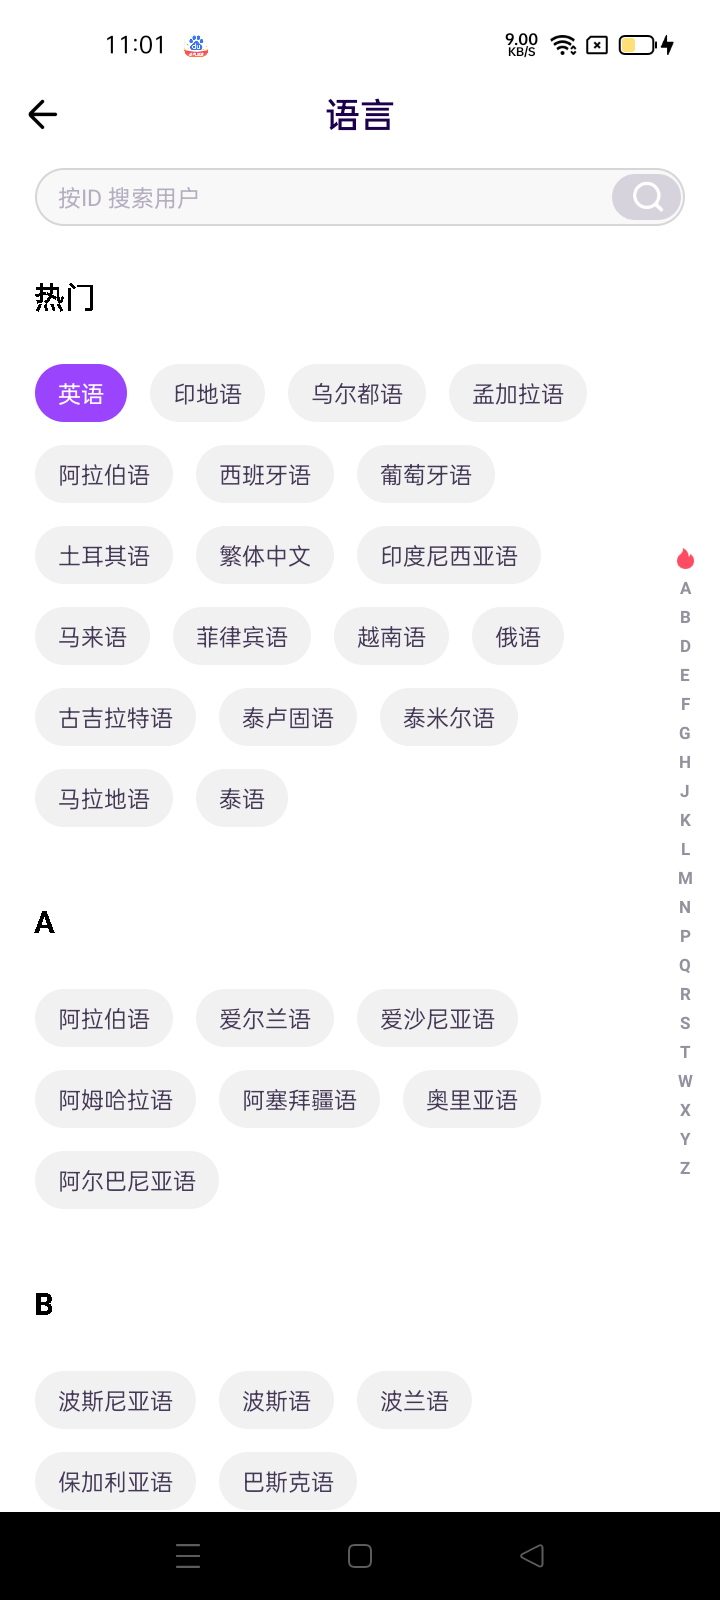 11:01 9.00 KB/S
语言
按ID 搜索用户
热门
英语 印地语 乌尔都语 孟加拉语
阿拉伯语 西班牙语 葡萄牙语
土耳其语 繁体中文 印度尼西亚语
马来语 菲律宾语 越南语 俄语
古吉拉特语 泰卢固语 泰米尔语
马拉地语 泰语
A
阿拉伯语 爱尔兰语 爱沙尼亚语
阿姆哈拉语 阿塞拜疆语 奥里亚语
阿尔巴尼亚语
B
波斯尼亚语 波斯语 波兰语
保加利亚语 巴斯克语
A
B
D
E
F
G
H
J
K
L
M
N
P
Q
R
S
T
W
X
Y
Z